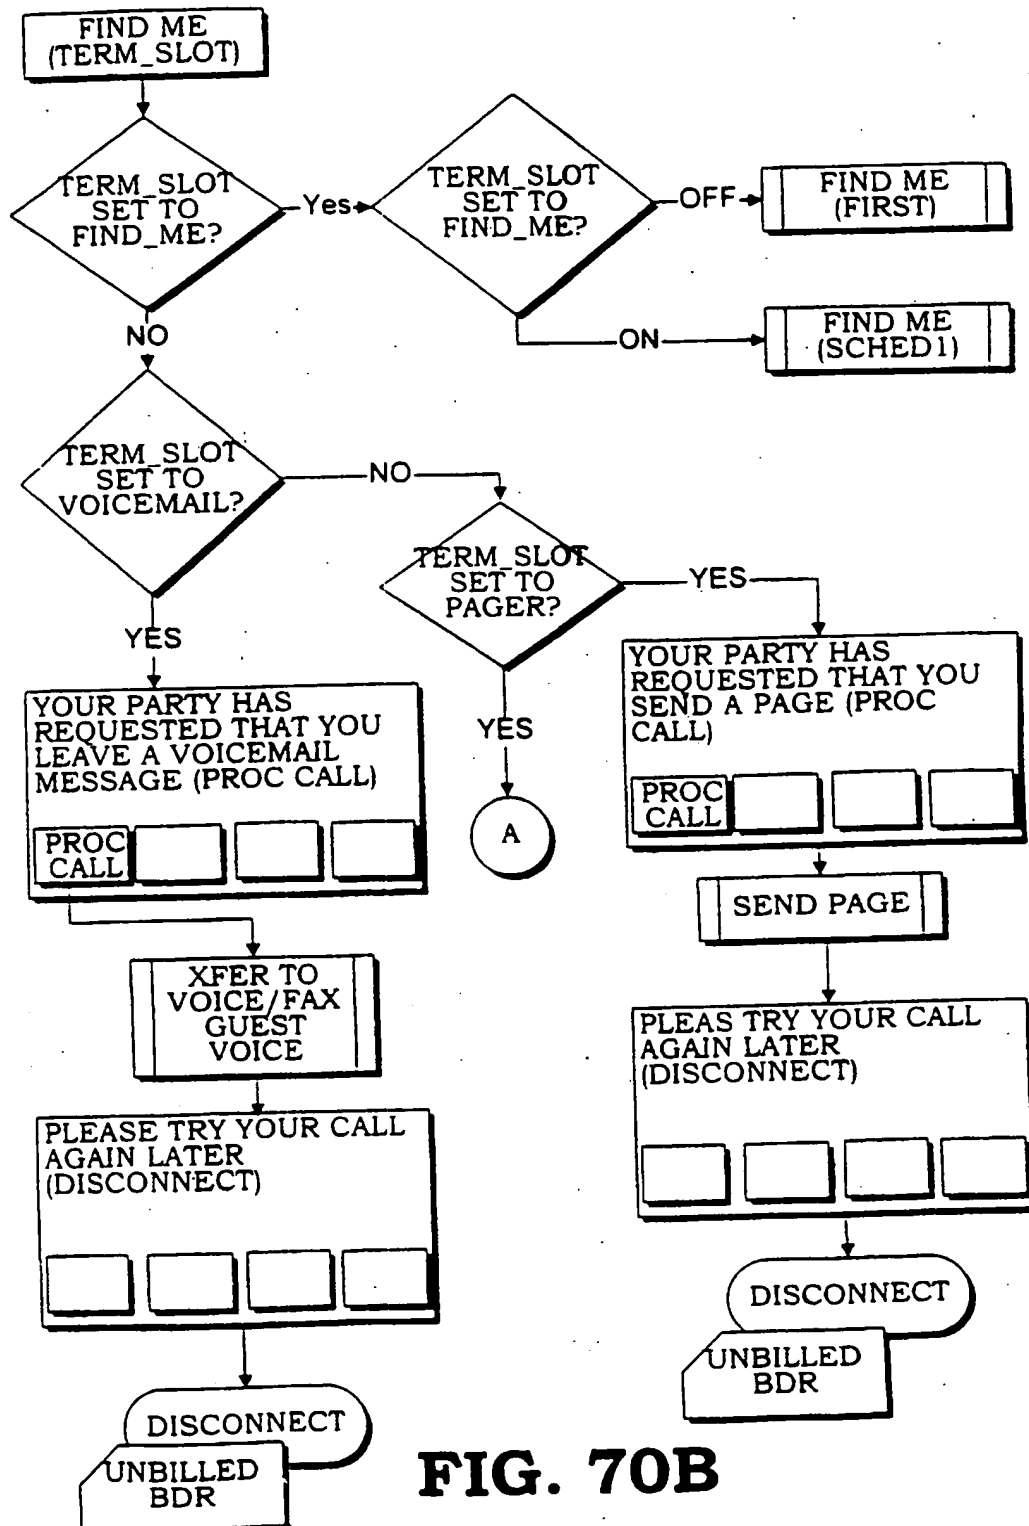 FIND ME
(TERM_SLOT)
TERM_SLOT
SET TO
FIND_ME?
Yes
TERM_SLOT
SET TO
FIND_ME?
OFF
FIND ME
(FIRST)
ON
FIND ME
(SCHED1)
NO
TERM_SLOT
SET TO
VOICEMAIL?
NO
TERM_SLOT
SET TO
PAGER?
YES
YES
YES
A
YOUR PARTY HAS
REQUESTED THAT YOU
LEAVE A VOICEMAIL
MESSAGE (PROC CALL)
PROC
CALL
YOUR PARTY HAS
REQUESTED THAT YOU
SEND A PAGE (PROC
CALL)
PROC
CALL
SEND PAGE
XFER TO
VOICE/FAX
GUEST
VOICE
PLEAS TRY YOUR CALL
AGAIN LATER
(DISCONNECT)
PLEASE TRY YOUR CALL
AGAIN LATER
(DISCONNECT)
DISCONNECT
UNBILLED
BDR
DISCONNECT
UNBILLED
BDR
FIG. 70B